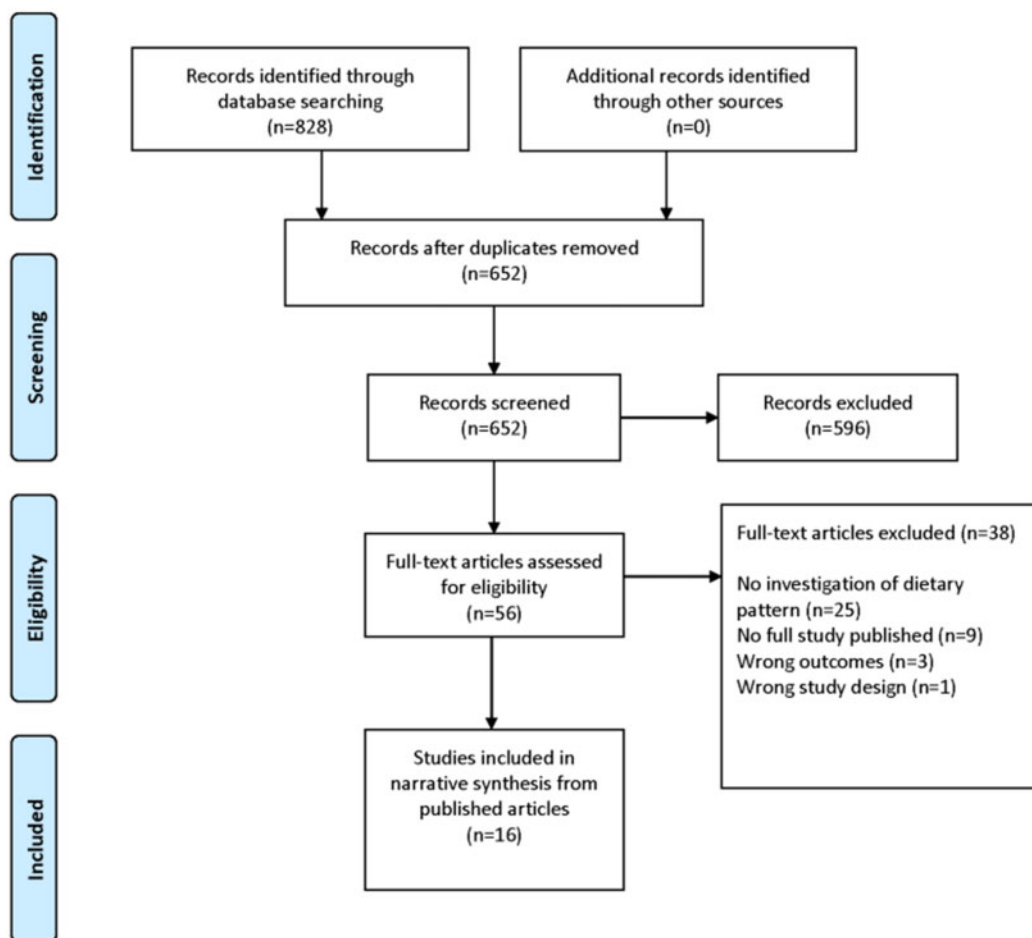 Identification
Records identified through
database searching
(n=828)
Additional records identified
through other sources
(n=0)
Records after duplicates removed
(n=652)
Screening
Records screened
(n=652)
Records excluded
(n=596)
Eligibility
Full-text articles assessed
for eligibility
(n=56)
Full-text articles excluded (n=38)
No investigation of dietary
pattern (n=25)
No full study published (n=9)
Wrong outcomes (n=3)
Wrong study design (n=1)
Included
Studies included in
narrative synthesis from
published articles
(n=16)